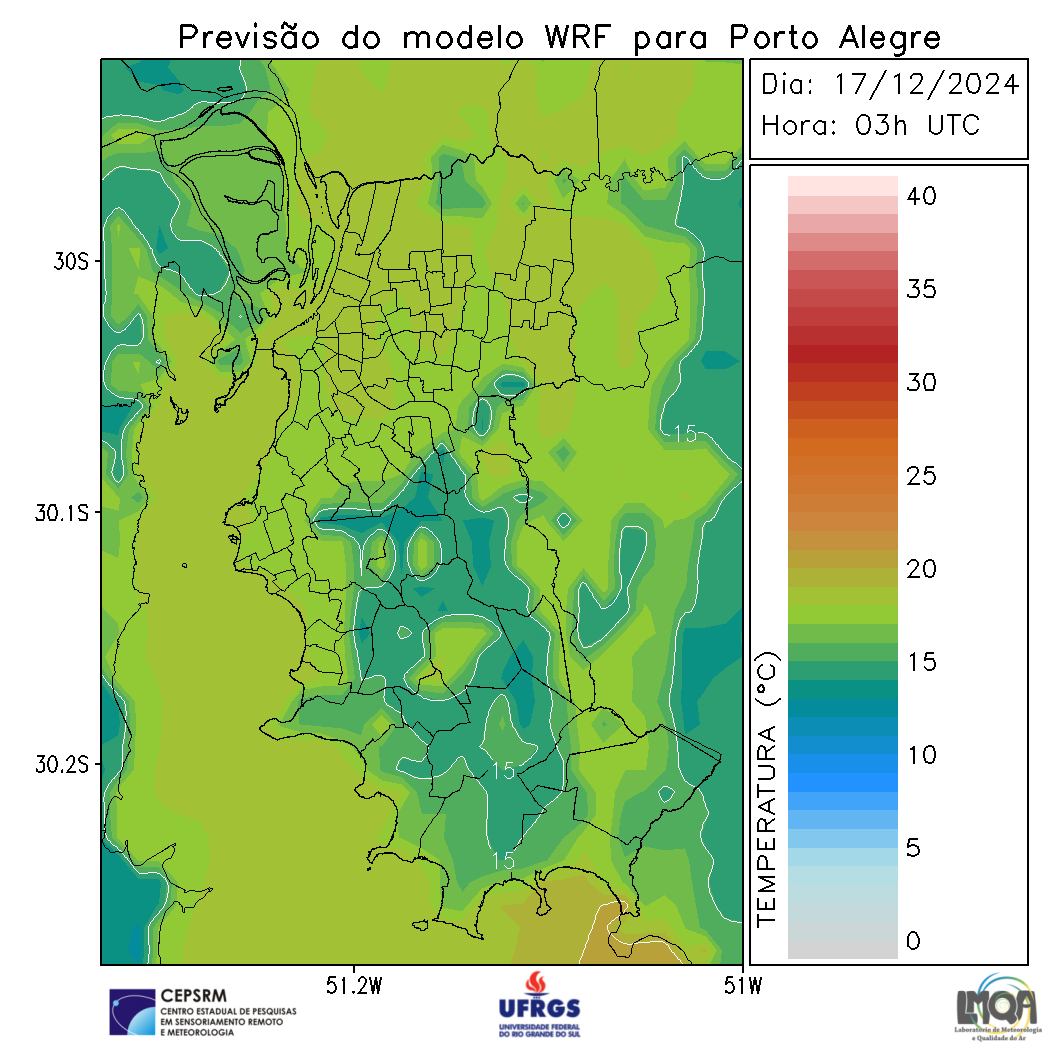 Previsão do modelo WRF para Porto Alegre
Dia: 17/12/2024
Hora: 03h UTC
30S
30.1S
30.2S
51.2W
51W
15
15
15
TEMPERATURA (°C)
40
35
30
25
20
15
10
5
0
CEPSRM
CENTRO ESTADUAL DE PESQUISAS
EM SENSORIAMENTO REMOTO
E METEOROLOGIA
UFRGS
UNIVERSIDADE FEDERAL
DO RIO GRANDE DO SUL
LMQA
Laboratório de Meteorologia
e Qualidade do Ar